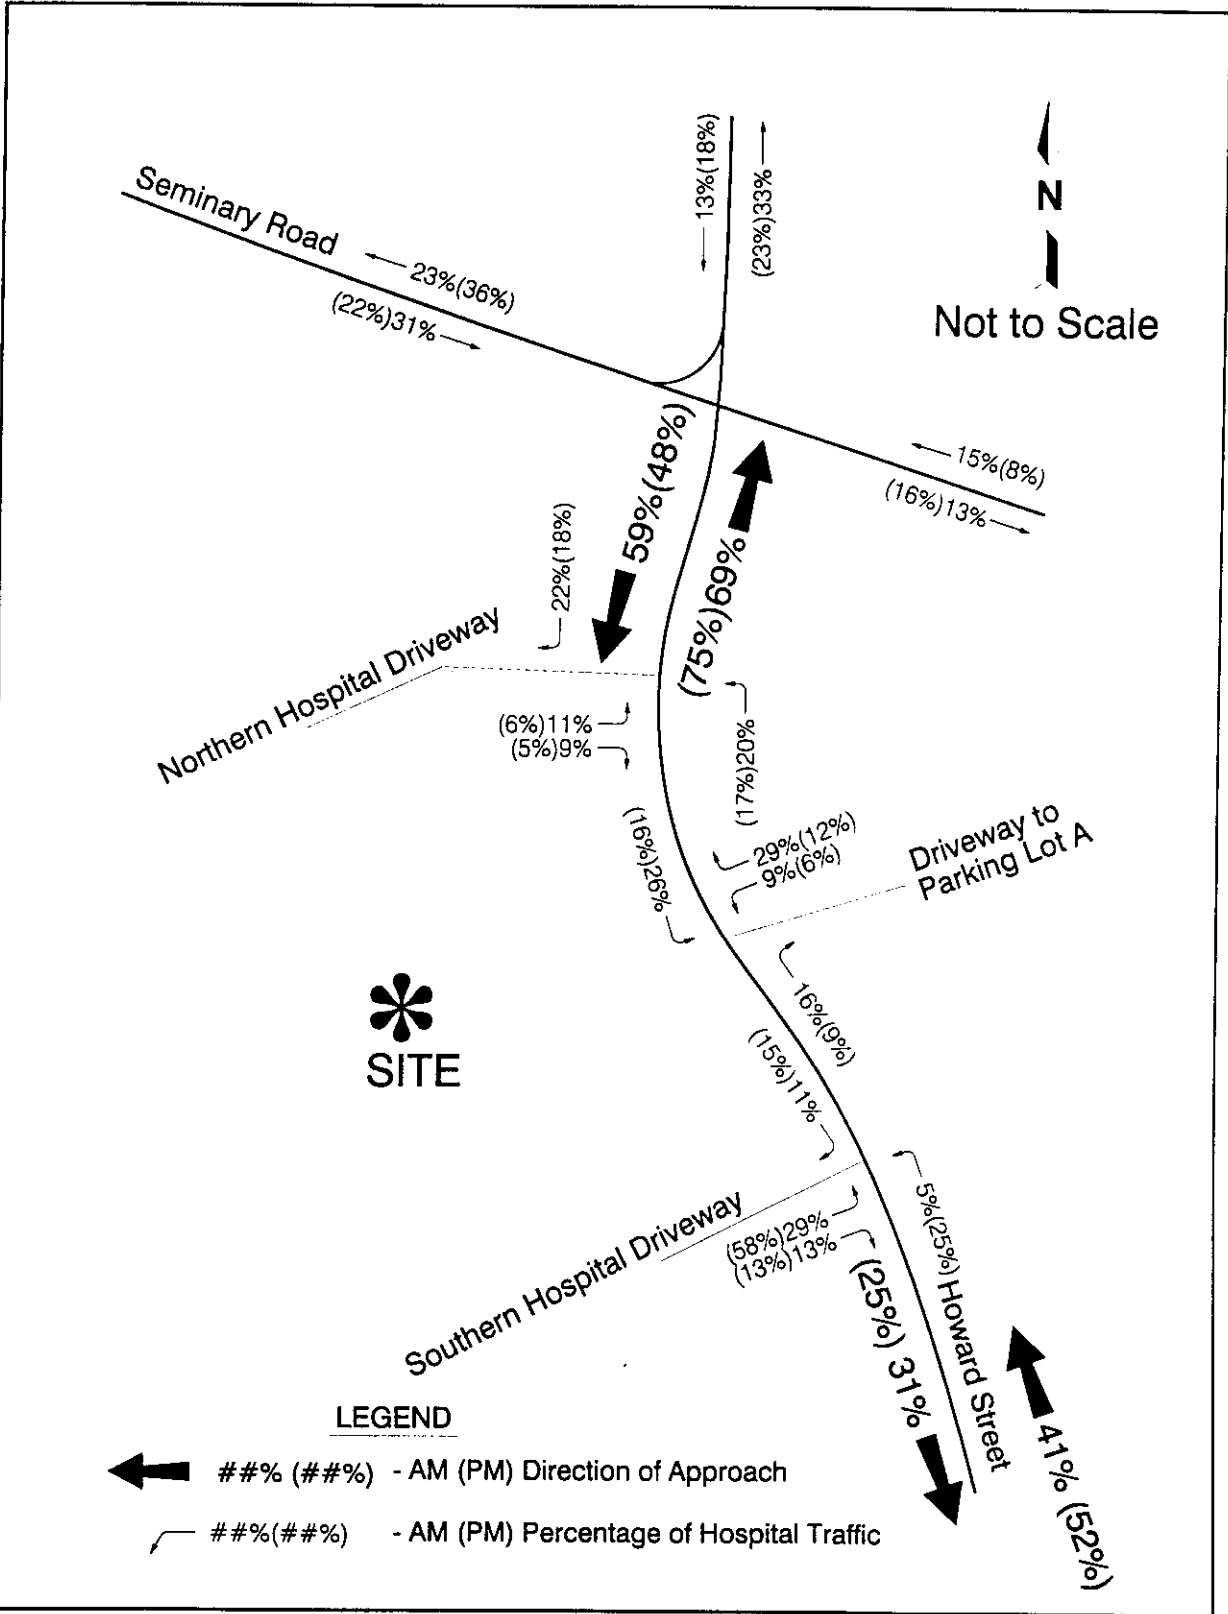 13%(18%)
(23%)33%
N
Not to Scale
Seminary Road
23%(36%)
(22%)31%
15%(8%)
(16%)13%
59%(48%)
(75%)69%
22%(18%)
Northern Hospital Driveway
(6%)11%
(5%)9%
(17%)20%
(16%)26%
29%(12%)
9%(6%)
Driveway to
Parking Lot A
16%(9%)
(15%)11%
SITE
Southern Hospital Driveway
(58%)29%
(13%)13%
5%(25%)
Howard Street
(25%) 31%
41% (52%)
LEGEND
##% (##%) - AM (PM) Direction of Approach
##%(##%) - AM (PM) Percentage of Hospital Traffic